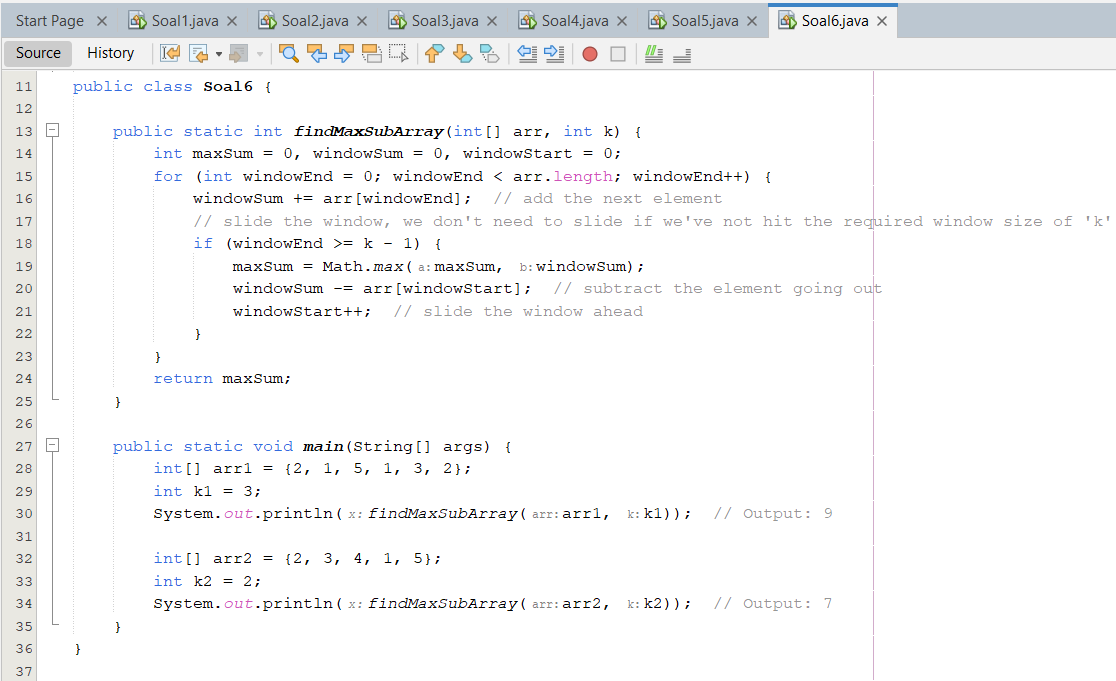 Start Page Soal1.java Soal2.java Soal3.java Soal4.java Soal5.java Soal6.java
Source History
11 public class Soal6 {
12
13 public static int findMaxSubArray(int[] arr, int k) {
14 int maxSum = 0, windowSum = 0, windowStart = 0;
15 for (int windowEnd = 0; windowEnd < arr.length; windowEnd++) {
16 windowSum += arr[windowEnd]; // add the next element
17 // slide the window, we don't need to slide if we've not hit the required window size of 'k'
18 if (windowEnd >= k - 1) {
19 maxSum = Math.max( a: maxSum, b: windowSum);
20 windowSum -= arr[windowStart]; // subtract the element going out
21 windowStart++; // slide the window ahead
22 }
23 }
24 return maxSum;
25 }
26
27 public static void main(String[] args) {
28 int[] arr1 = {2, 1, 5, 1, 3, 2};
29 int k1 = 3;
30 System.out.println( x: findMaxSubArray( arr: arr1, k: k1)); // Output: 9
31
32 int[] arr2 = {2, 3, 4, 1, 5};
33 int k2 = 2;
34 System.out.println( x: findMaxSubArray( arr: arr2, k: k2)); // Output: 7
35 }
36 }
37